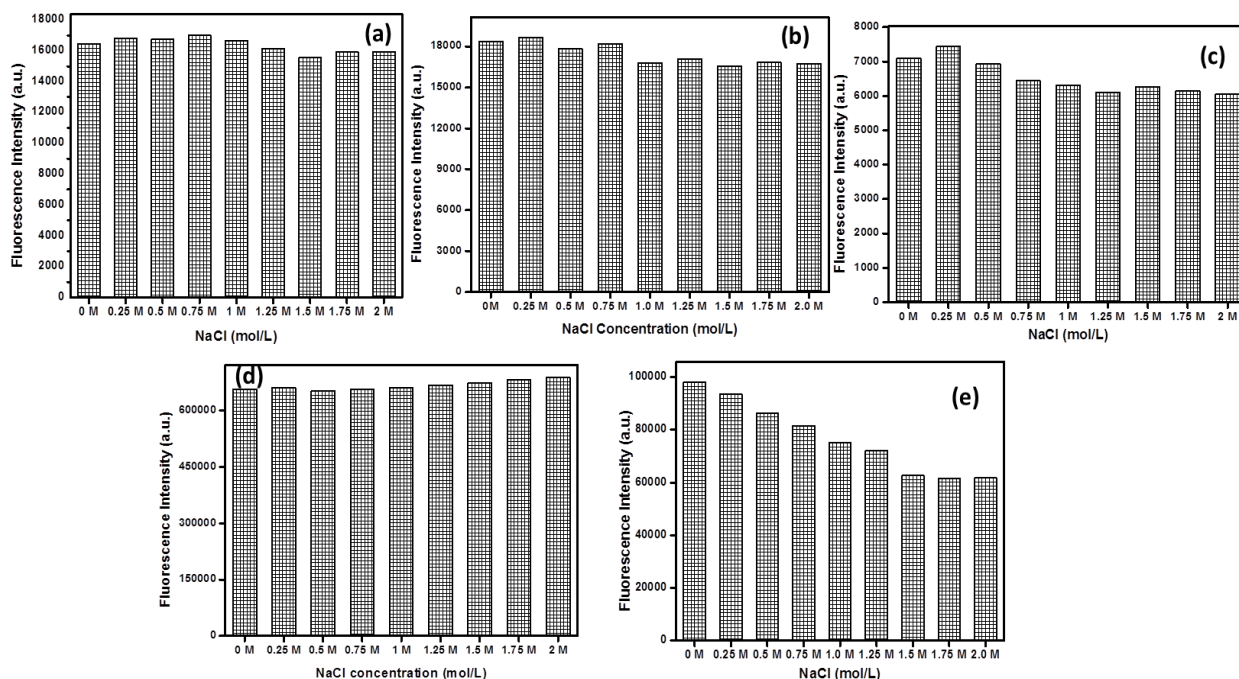 (a)
Fluorescence Intensity (a.u.)
18000
16000
14000
12000
10000
8000
6000
4000
2000
0
0 M 0.25 M 0.5 M 0.75 M 1 M 1.25 M 1.5 M 1.75 M 2 M
NaCl (mol/L)
(b)
Fluorescence Intensity (a.u.)
18000
15000
12000
9000
6000
3000
0
0 M 0.25 M 0.5 M 0.75 M 1.0 M 1.25 M 1.5 M 1.75 M 2.0 M
NaCl Concentration (mol/L)
(c)
Fluorescence Intensity (a.u.)
8000
7000
6000
5000
4000
3000
2000
1000
0
0 M 0.25 M 0.5 M 0.75 M 1 M 1.25 M 1.5 M 1.75 M 2 M
NaCl (mol/L)
(d)
Fluorescence Intensity (a.u.)
600000
450000
300000
150000
0
0 M 0.25 M 0.5 M 0.75 M 1 M 1.25 M 1.5 M 1.75 M 2 M
NaCl concentration (mol/L)
(e)
Fluorescence Intensity (a.u.)
100000
80000
60000
40000
20000
0
0 M 0.25 M 0.5 M 0.75 M 1.0 M 1.25 M 1.5 M 1.75 M 2.0 M
NaCl (mol/L)